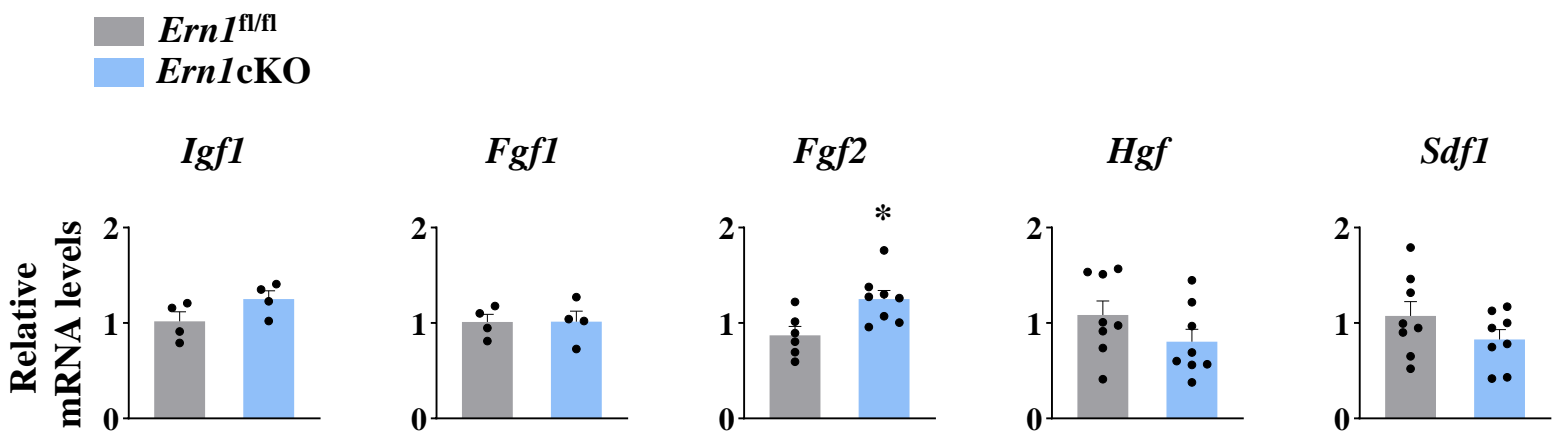 Ern1fl/fl
Ern1cKO
Igf1 Fgf1 Fgf2 Hgf Sdf1
Relative
mRNA levels
2 2 2 * 2 2
1 1 1 1 1
0 0 0 0 0